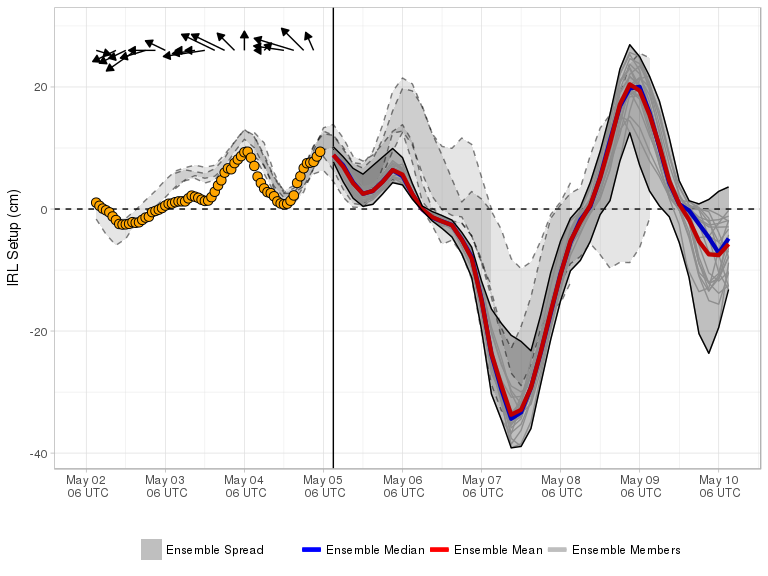 IRL Setup (cm)
20
0
-20
-40
May 02 May 03 May 04 May 05 May 06 May 07 May 08 May 09 May 10
06 UTC 06 UTC 06 UTC 06 UTC 06 UTC 06 UTC 06 UTC 06 UTC 06 UTC
Ensemble Spread Ensemble Median Ensemble Mean Ensemble Members